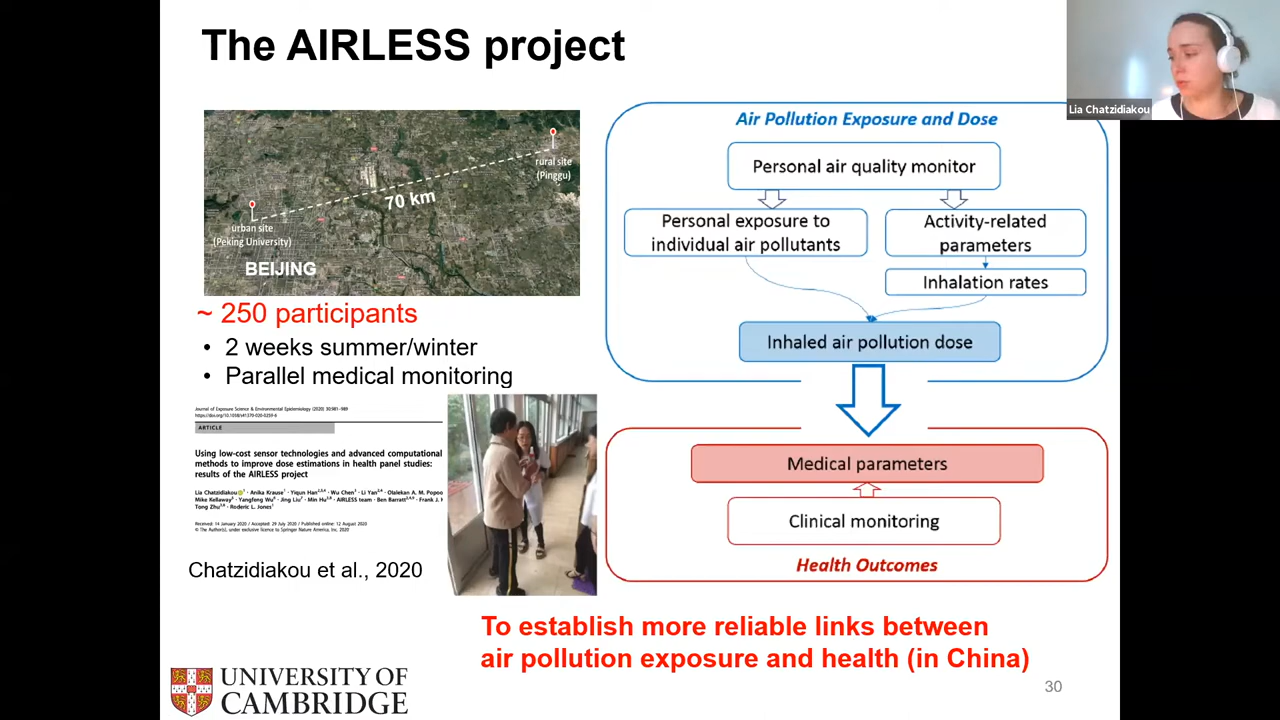 The AIRLESS project
Lia Chatzidiakou
rural site
(Pinggu)
70 km
urban site
(Peking University)
BEIJING
~ 250 participants
• 2 weeks summer/winter
• Parallel medical monitoring
Journal of Exposure Science & Environmental Epidemiology (2020) 30:981–989
https://doi.org/10.1038/s41370-020-0259-6
ARTICLE
Using low-cost sensor technologies and advanced computational
methods to improve dose estimations in health panel studies:
results of the AIRLESS project
Lia Chatzidiakou · Anika Krause · Yiqun Han · Wu Chen · Li Yan · Olalekan A. M. Popoo
Mike Kellaway · Yangfeng Wu · Jing Liu · Min Hu · AIRLESS team · Ben Barratt · Frank J. K
Tong Zhu · Roderic L. Jones
Received: 14 January 2020 / Accepted: 29 July 2020 / Published online: 12 August 2020
© The Author(s), under exclusive licence to Springer Nature America, Inc. 2020
Chatzidiakou et al., 2020
Air Pollution Exposure and Dose
Personal air quality monitor
Personal exposure to
individual air pollutants
Activity-related
parameters
Inhalation rates
Inhaled air pollution dose
Medical parameters
Clinical monitoring
Health Outcomes
To establish more reliable links between
air pollution exposure and health (in China)
UNIVERSITY OF
CAMBRIDGE
30